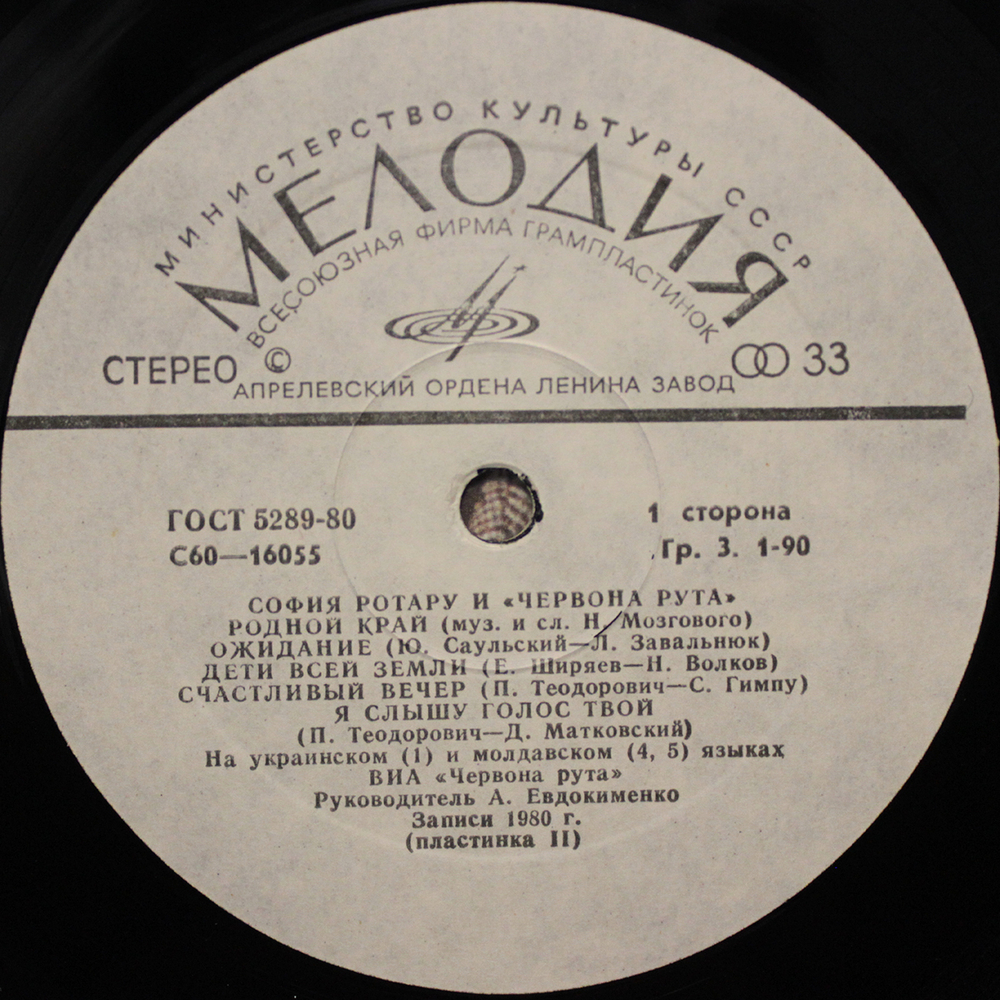 МИНИСТЕРСТВО КУЛЬТУРЫ СССР
МЕЛОДИЯ
ВСЕСОЮЗНАЯ ФИРМА ГРАМПЛАСТИНОК
СТЕРЕО © 33
АПРЕЛЕВСКИЙ ОРДЕНА ЛЕНИНА ЗАВОД
ГОСТ 5289-80 1 сторона
С60—16055 Гр. 3. 1-90
СОФИЯ РОТАРУ И «ЧЕРВОНА РУТА»
РОДНОЙ КРАЙ (муз. и сл. Н. Мозгового)
ОЖИДАНИЕ (Ю. Саульский—Л. Завальнюк)
ДЕТИ ВСЕЙ ЗЕМЛИ (Е. Ширяев—Н. Волков)
СЧАСТЛИВЫЙ ВЕЧЕР (П. Теодорович—С. Гимпу)
Я СЛЫШУ ГОЛОС ТВОЙ
(П. Теодорович—Д. Матковский)
На украинском (1) и молдавском (4, 5) языках
ВИА «Червона рута»
Руководитель А. Евдокименко
Записи 1980 г.
(пластинка II)